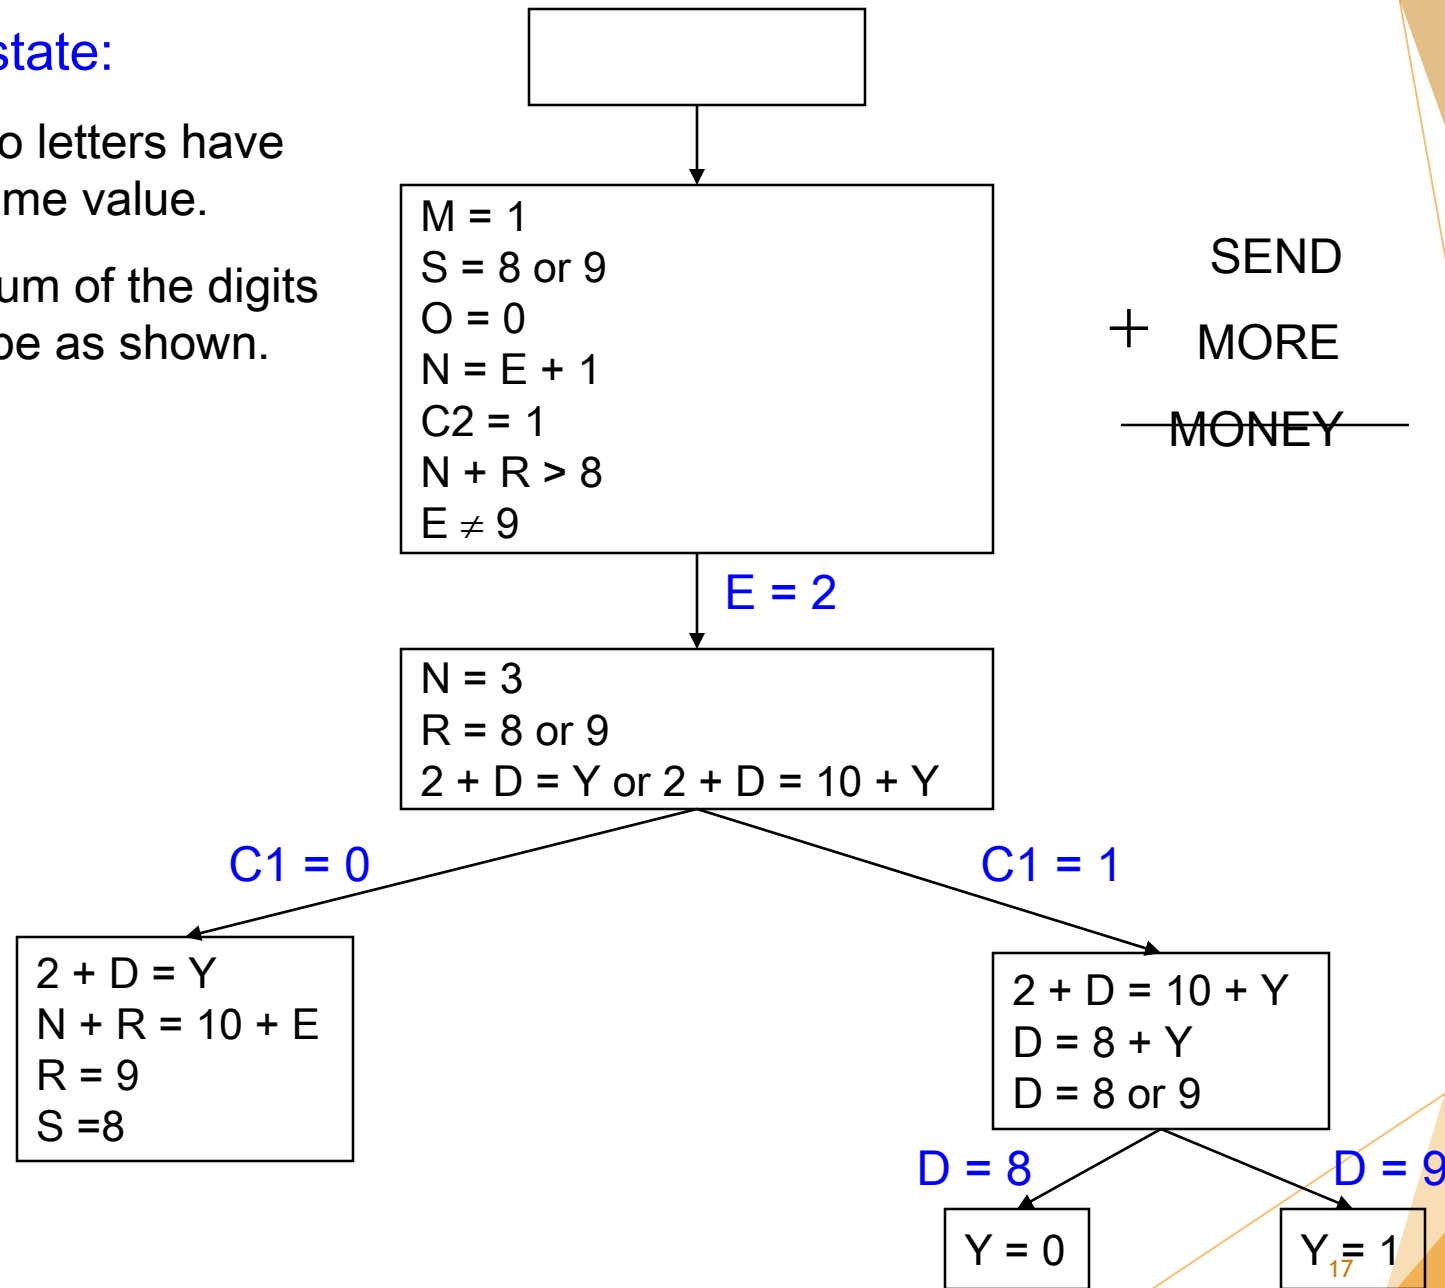 state:
o letters have
me value.
um of the digits
be as shown.
M = 1
S = 8 or 9
O = 0
N = E + 1
C2 = 1
N + R > 8
E ≠ 9
SEND
+ MORE
MONEY
E = 2
N = 3
R = 8 or 9
2 + D = Y or 2 + D = 10 + Y
C1 = 0
C1 = 1
2 + D = Y
N + R = 10 + E
R = 9
S =8
2 + D = 10 + Y
D = 8 + Y
D = 8 or 9
D = 8
D = 9
Y = 0
Y = 1
17